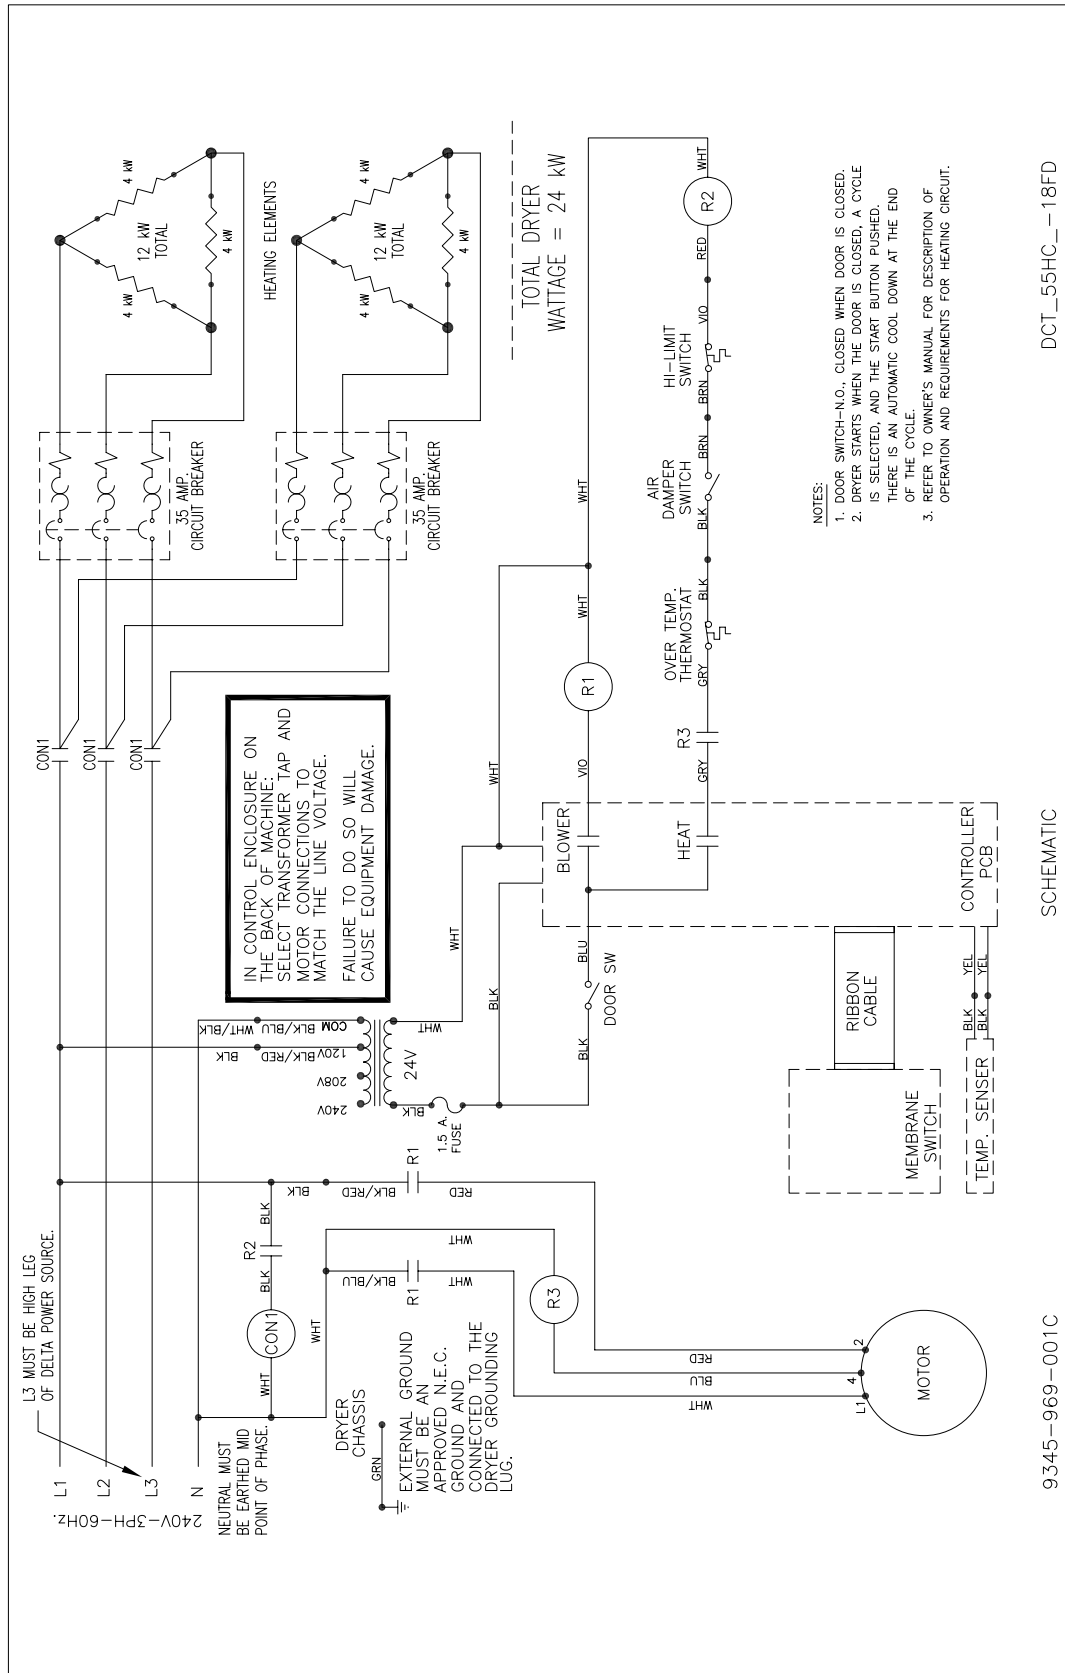 L3 MUST BE HIGH LEG
OF DELTA POWER SOURCE.
L1
L2
L3
N
240V-3PH-60Hz.
NEUTRAL MUST
BE EARTHED MID
POINT OF PHASE.
WHT
CON1
BLK
R2
BLK
WHT
DRYER
CHASSIS
GRN
EXTERNAL GROUND
MUST BE AN
APPROVED N.E.C.
GROUND AND
CONNECTED TO THE
DRYER GROUNDING
LUG.
BLK
BLK/RED
R1
RED
BLK/BLU
R1
WHT
WHT
R3
WHT
BLU
RED
L1
4
2
MOTOR
BLK
WHT/BLK
BLK/RED
BLK/BLU
240V
208V
120V
COM
24V
BLK
WHT
1.5 A.
FUSE
WHT
BLK
WHT
BLK
DOOR SW
BLU
IN CONTROL ENCLOSURE ON
THE BACK OF MACHINE:
SELECT TRANSFORMER TAP AND
MOTOR CONNECTIONS TO
MATCH THE LINE VOLTAGE.
FAILURE TO DO SO WILL
CAUSE EQUIPMENT DAMAGE.
CON1
CON1
CON1
35 AMP.
CIRCUIT BREAKER
35 AMP.
CIRCUIT BREAKER
4 kW
4 kW
4 kW
12 kW
TOTAL
HEATING ELEMENTS
4 kW
4 kW
4 kW
12 kW
TOTAL
TOTAL DRYER
WATTAGE = 24 kW
BLOWER
VIO
R1
WHT
WHT
HEAT
GRY
R3
GRY
OVER TEMP.
THERMOSTAT
BLK
BLK
AIR
DAMPER
SWITCH
BRN
BRN
HI-LIMIT
SWITCH
VIO
RED
R2
WHT
CONTROLLER
PCB
RIBBON
CABLE
MEMBRANE
SWITCH
TEMP. SENSER
BLK
BLK
YEL
YEL
NOTES:
1. DOOR SWITCH-N.O., CLOSED WHEN DOOR IS CLOSED.
2. DRYER STARTS WHEN THE DOOR IS CLOSED, A CYCLE
IS SELECTED, AND THE START BUTTON PUSHED.
THERE IS AN AUTOMATIC COOL DOWN AT THE END
OF THE CYCLE.
3. REFER TO OWNER'S MANUAL FOR DESCRIPTION OF
OPERATION AND REQUIREMENTS FOR HEATING CIRCUIT.
9345-969-001C
SCHEMATIC
DCT_55HC_-18FD